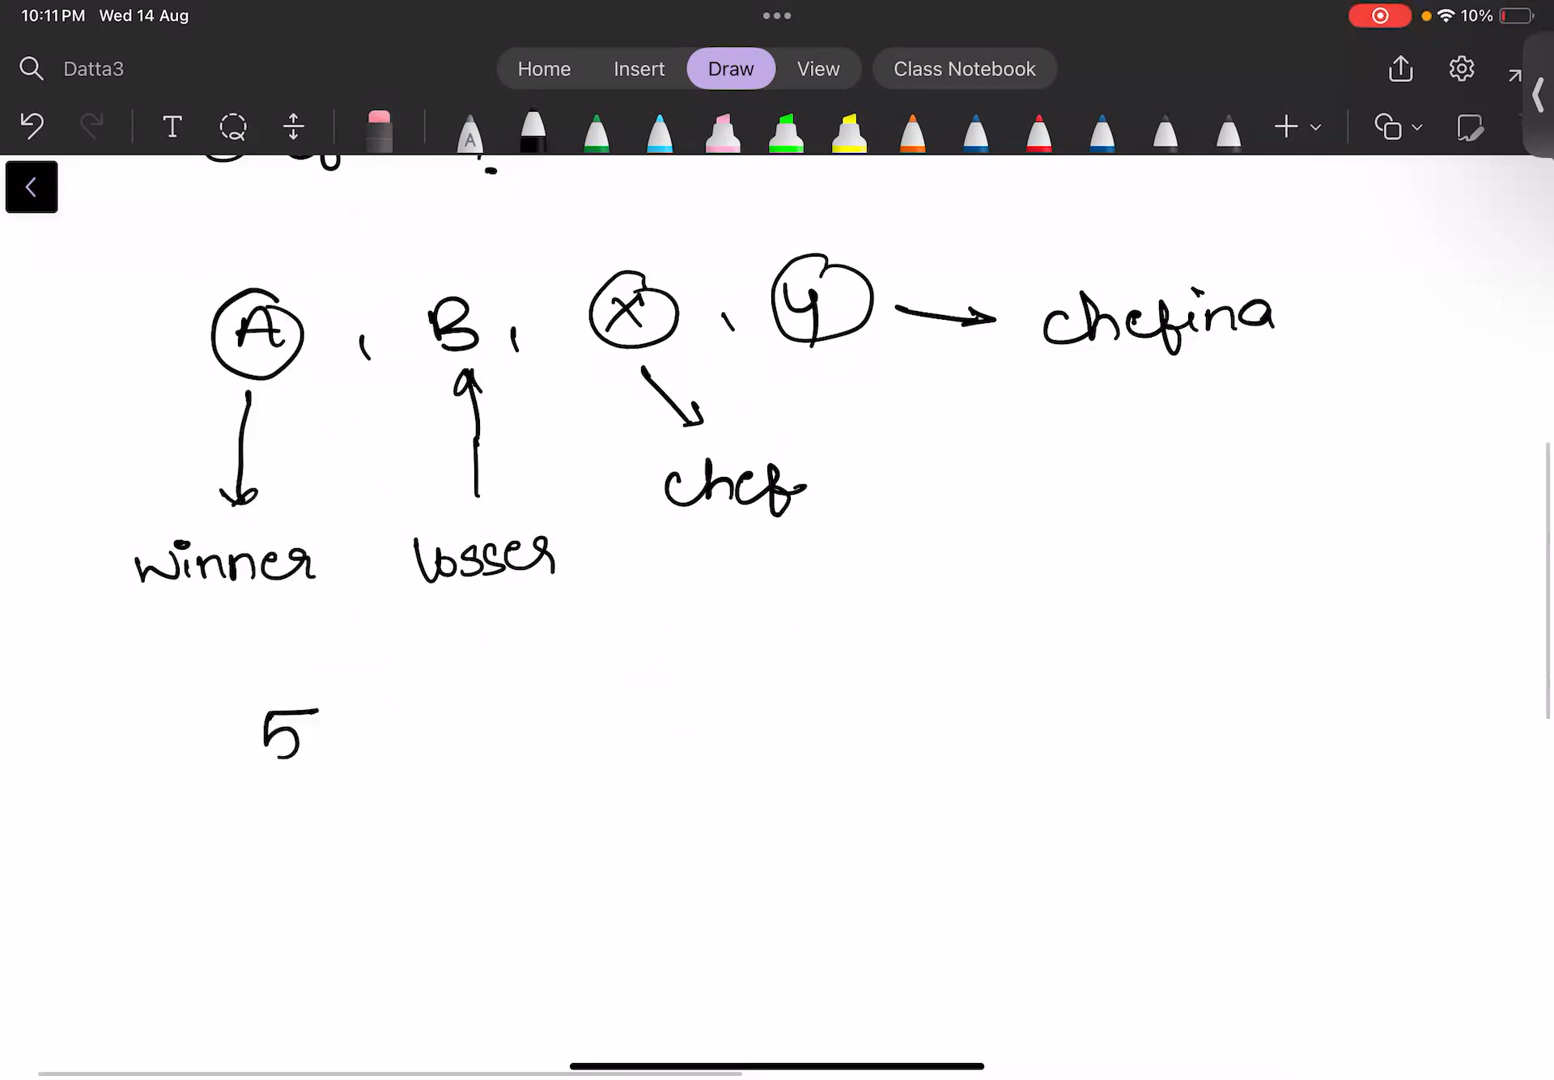 10:11 PM Wed 14 Aug 10%
Datta3 Home Insert Draw View Class Notebook
T A
A , B , X , Y → chefina
chef
winner losser
5